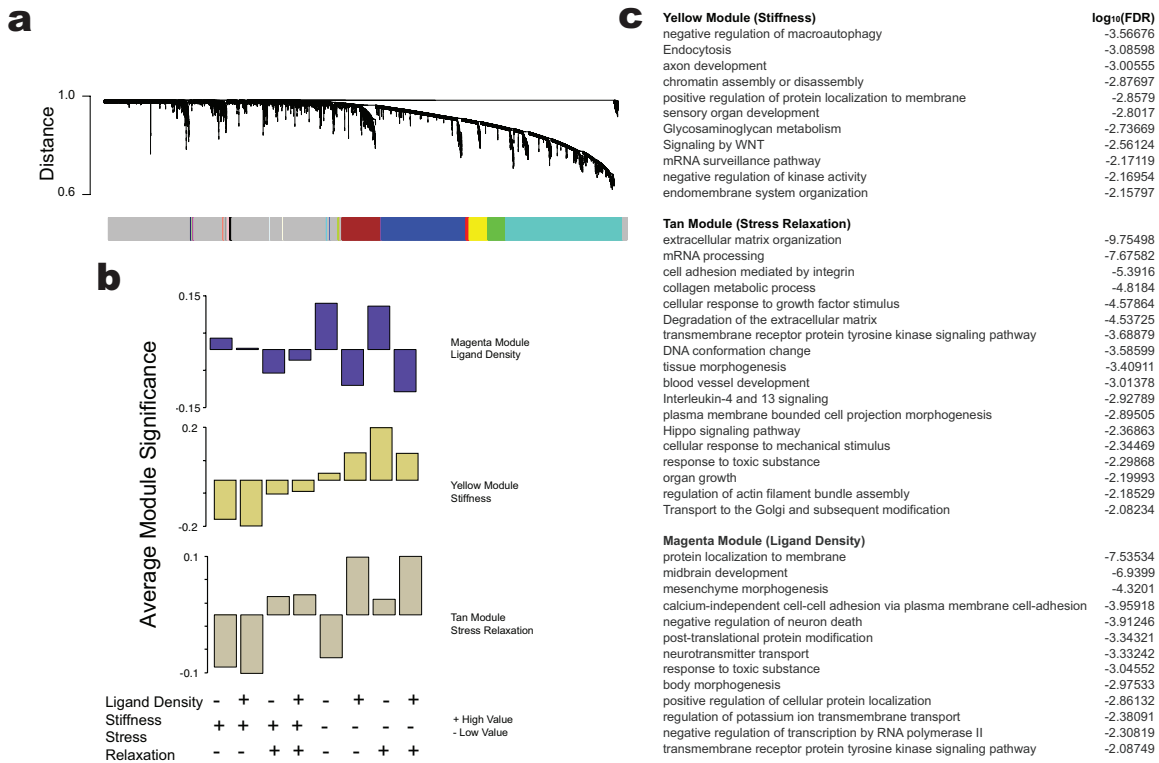 a
1.0
Distance
0.6
b
0.15
-0.15
Magenta Module
Ligand Density
0.2
-0.2
Yellow Module
Stiffness
0.1
-0.1
Tan Module
Stress Relaxation
Average Module Significance
Ligand Density - + - + - + - +
Stiffness + + + + - - - -
Stress
Relaxation - - + + - - + +
+ High Value
- Low Value
c
Yellow Module (Stiffness) log10(FDR)
negative regulation of macroautophagy -3.56676
Endocytosis -3.08598
axon development -3.00555
chromatin assembly or disassembly -2.87697
positive regulation of protein localization to membrane -2.8579
sensory organ development -2.8017
Glycosaminoglycan metabolism -2.73669
Signaling by WNT -2.56124
mRNA surveillance pathway -2.17119
negative regulation of kinase activity -2.16954
endomembrane system organization -2.15797
Tan Module (Stress Relaxation)
extracellular matrix organization -9.75498
mRNA processing -7.67582
cell adhesion mediated by integrin -5.3916
collagen metabolic process -4.8184
cellular response to growth factor stimulus -4.57864
Degradation of the extracellular matrix -4.53725
transmembrane receptor protein tyrosine kinase signaling pathway -3.68879
DNA conformation change -3.58599
tissue morphogenesis -3.40911
blood vessel development -3.01378
Interleukin-4 and 13 signaling -2.92789
plasma membrane bounded cell projection morphogenesis -2.89505
Hippo signaling pathway -2.36863
cellular response to mechanical stimulus -2.34469
response to toxic substance -2.29868
organ growth -2.19993
regulation of actin filament bundle assembly -2.18529
Transport to the Golgi and subsequent modification -2.08234
Magenta Module (Ligand Density)
protein localization to membrane -7.53534
midbrain development -6.9399
mesenchyme morphogenesis -4.3201
calcium-independent cell-cell adhesion via plasma membrane cell-adhesion -3.95918
negative regulation of neuron death -3.91246
post-translational protein modification -3.34321
neurotransmitter transport -3.33242
response to toxic substance -3.04552
body morphogenesis -2.97533
positive regulation of cellular protein localization -2.86132
regulation of potassium ion transmembrane transport -2.38091
negative regulation of transcription by RNA polymerase II -2.30819
transmembrane receptor protein tyrosine kinase signaling pathway -2.08749